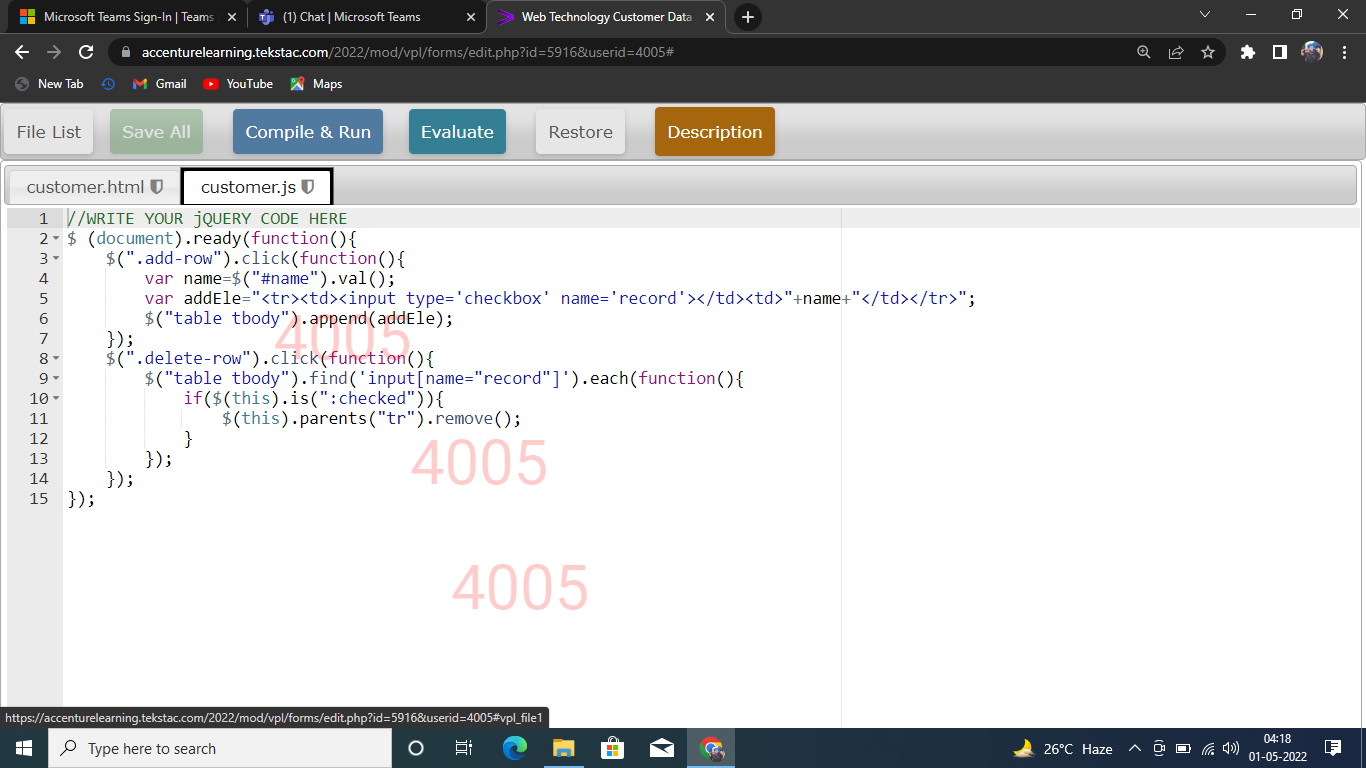 Microsoft Teams Sign-In | Teams
(1) Chat | Microsoft Teams
Web Technology Customer Data
accenturelearning.tekstac.com/2022/mod/vpl/forms/edit.php?id=5916&userid=4005#
New Tab
Gmail
YouTube
Maps
File List
Save All
Compile & Run
Evaluate
Restore
Description
customer.html
customer.js
1 //WRITE YOUR jQUERY CODE HERE
2 $ (document).ready(function(){
3 $(".add-row").click(function(){
4 var name=$("#name").val();
5 var addEle="<tr><td><input type='checkbox' name='record'></td><td>"+name+"</td></tr>";
6 $("table tbody").append(addEle);
7 });
8 $(".delete-row").click(function(){
9 $("table tbody").find('input[name="record"]').each(function(){
10 if($(this).is(":checked")){
11 $(this).parents("tr").remove();
12 }
13 });
14 });
15 });
4005
4005
4005
https://accenturelearning.tekstac.com/2022/mod/vpl/forms/edit.php?id=5916&userid=4005#vpl_file1
Type here to search
26°C Haze
04:18
01-05-2022